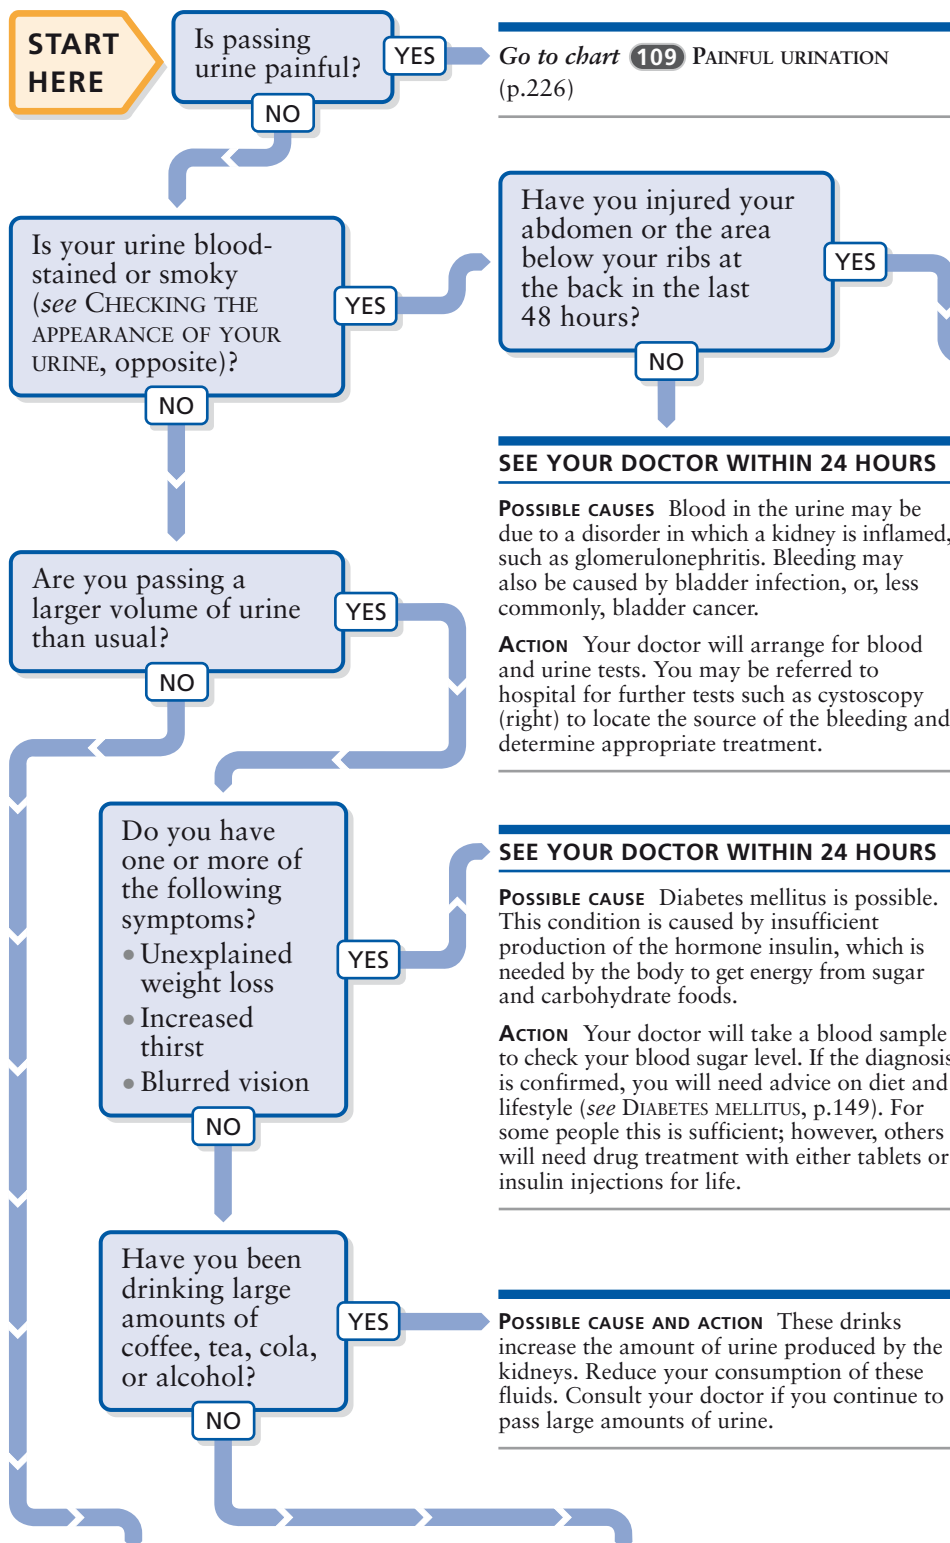 START
HERE
Is passing
urine painful?
YES
NO
Go to chart 109 PAINFUL URINATION
(p.226)
Is your urine blood-
stained or smoky
(see CHECKING THE
APPEARANCE OF YOUR
URINE, opposite)?
YES
NO
Have you injured your
abdomen or the area
below your ribs at
the back in the last
48 hours?
YES
NO
SEE YOUR DOCTOR WITHIN 24 HOURS
POSSIBLE CAUSES Blood in the urine may be
due to a disorder in which a kidney is inflamed,
such as glomerulonephritis. Bleeding may
also be caused by bladder infection, or, less
commonly, bladder cancer.
ACTION Your doctor will arrange for blood
and urine tests. You may be referred to
hospital for further tests such as cystoscopy
(right) to locate the source of the bleeding and
determine appropriate treatment.
Are you passing a
larger volume of urine
than usual?
YES
NO
Do you have
one or more of
the following
symptoms?
• Unexplained
weight loss
• Increased
thirst
• Blurred vision
YES
NO
SEE YOUR DOCTOR WITHIN 24 HOURS
POSSIBLE CAUSE Diabetes mellitus is possible.
This condition is caused by insufficient
production of the hormone insulin, which is
needed by the body to get energy from sugar
and carbohydrate foods.
ACTION Your doctor will take a blood sample
to check your blood sugar level. If the diagnosis
is confirmed, you will need advice on diet and
lifestyle (see DIABETES MELLITUS, p.149). For
some people this is sufficient; however, others
will need drug treatment with either tablets or
insulin injections for life.
Have you been
drinking large
amounts of
coffee, tea, cola,
or alcohol?
YES
NO
POSSIBLE CAUSE AND ACTION These drinks
increase the amount of urine produced by the
kidneys. Reduce your consumption of these
fluids. Consult your doctor if you continue to
pass large amounts of urine.